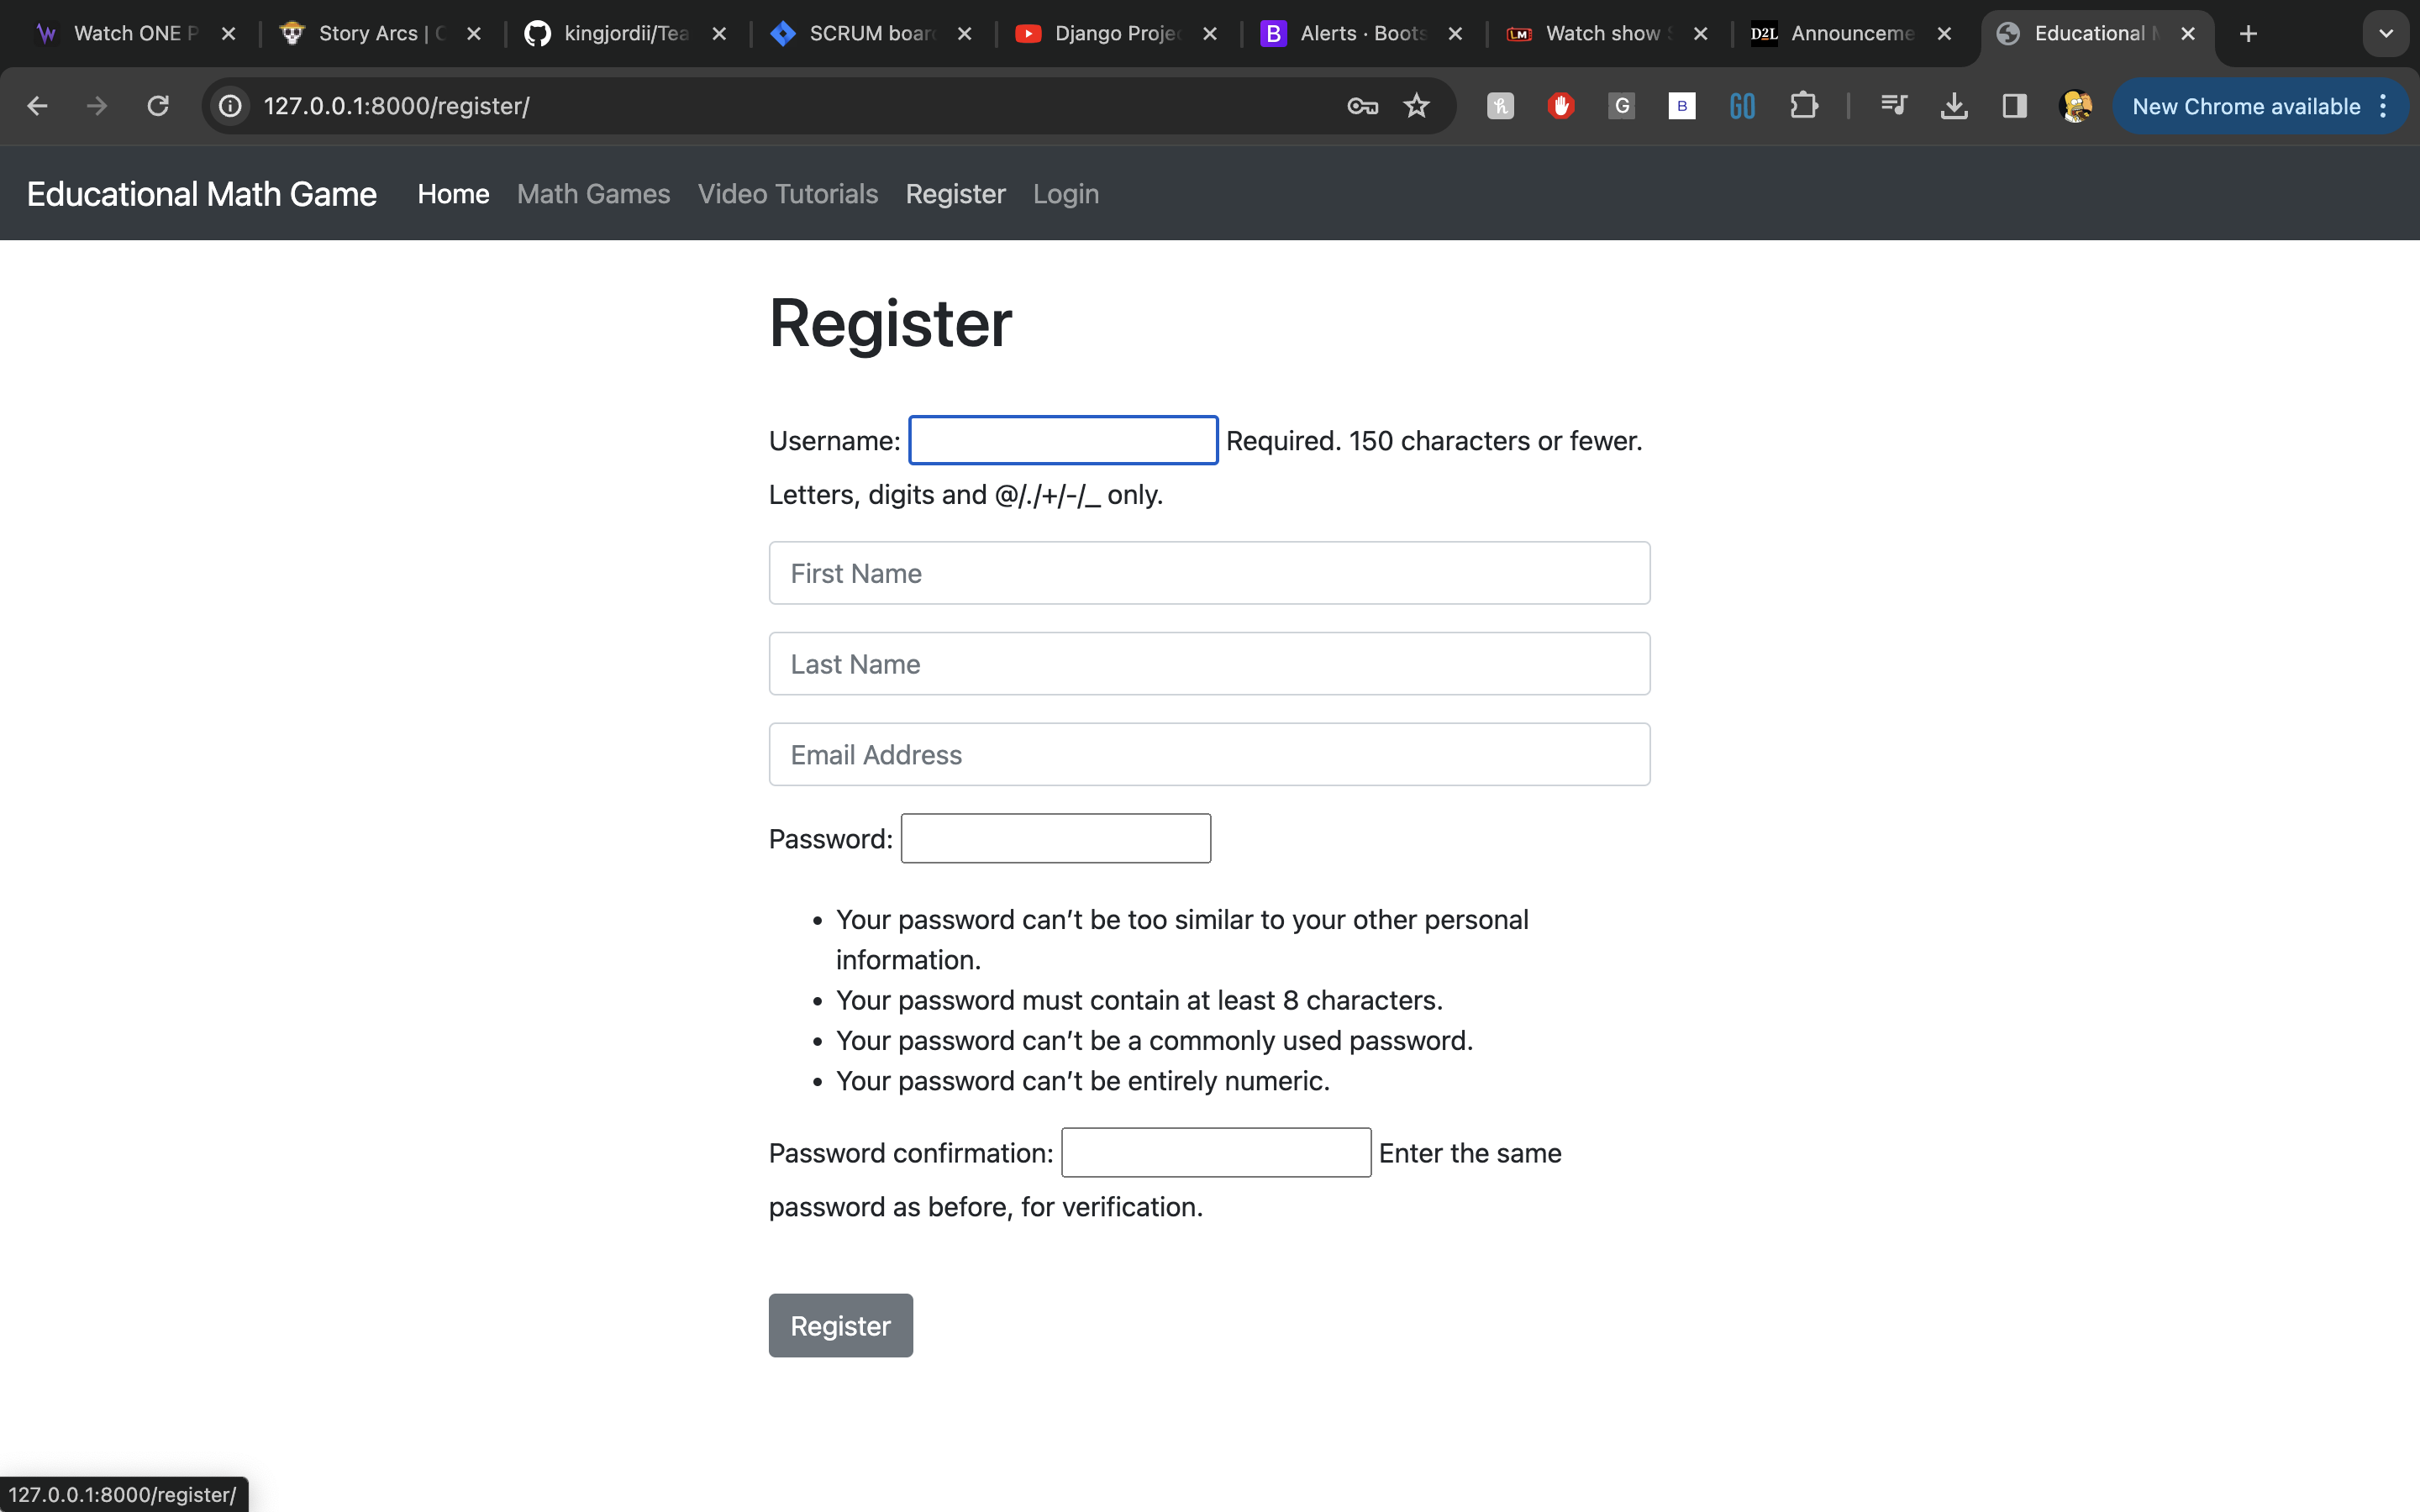 Watch ONE P
Story Arcs |
kingjordii/Tea
SCRUM boar
Django Projec
Alerts · Boots
Watch show
D2L Announceme
Educational
127.0.0.1:8000/register/
New Chrome available
Educational Math Game Home Math Games Video Tutorials Register Login
Register
Username: Required. 150 characters or fewer.
Letters, digits and @/./+/-/_ only.
First Name
Last Name
Email Address
Password:
• Your password can’t be too similar to your other personal
information.
• Your password must contain at least 8 characters.
• Your password can’t be a commonly used password.
• Your password can’t be entirely numeric.
Password confirmation: Enter the same
password as before, for verification.
Register
127.0.0.1:8000/register/